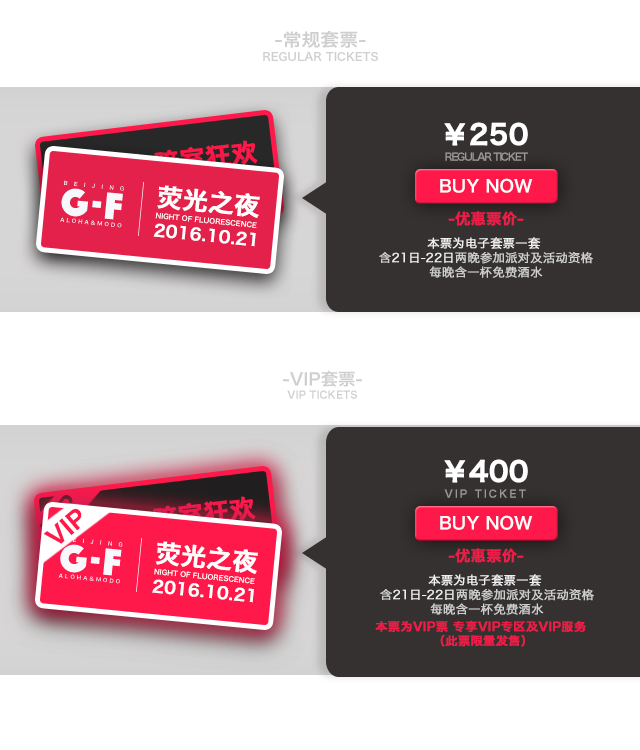 -常规套票-
REGULAR TICKETS
狂欢
BEIJING
G-F
ALOHA&MODO
荧光之夜
NIGHT OF FLUORESCENCE
2016.10.21
¥250
REGULAR TICKET
BUY NOW
-优惠票价-
本票为电子套票一套
含21日-22日两晚参加派对及活动资格
每晚含一杯免费酒水
-VIP套票-
VIP TICKETS
狂欢
VIP
BEIJING
G-F
ALOHA&MODO
荧光之夜
NIGHT OF FLUORESCENCE
2016.10.21
¥400
VIP TICKET
BUY NOW
-优惠票价-
本票为电子套票一套
含21日-22日两晚参加派对及活动资格
每晚含一杯免费酒水
本票为VIP票 专享VIP专区及VIP服务
（此票限量发售）